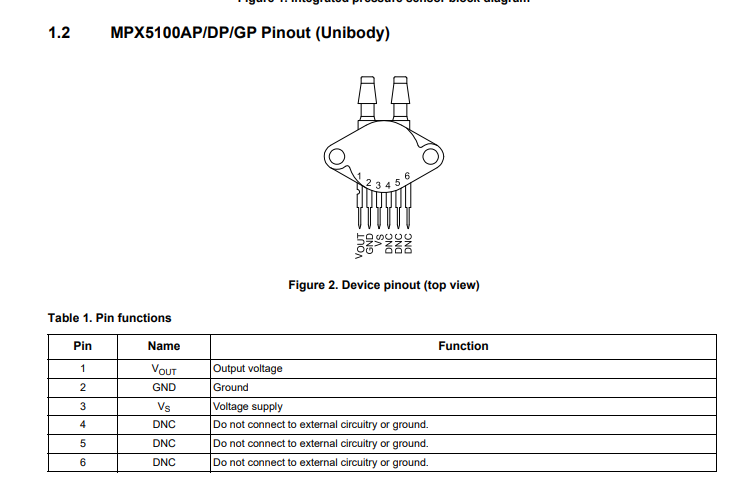 Figure 1. Integrated pressure sensor block diagram
1.2 MPX5100AP/DP/GP Pinout (Unibody)
1 2 3 4 5 6
VOUT GND VS DNC DNC DNC
Figure 2. Device pinout (top view)
Table 1. Pin functions
Pin Name Function
1 VOUT Output voltage
2 GND Ground
3 VS Voltage supply
4 DNC Do not connect to external circuitry or ground.
5 DNC Do not connect to external circuitry or ground.
6 DNC Do not connect to external circuitry or ground.